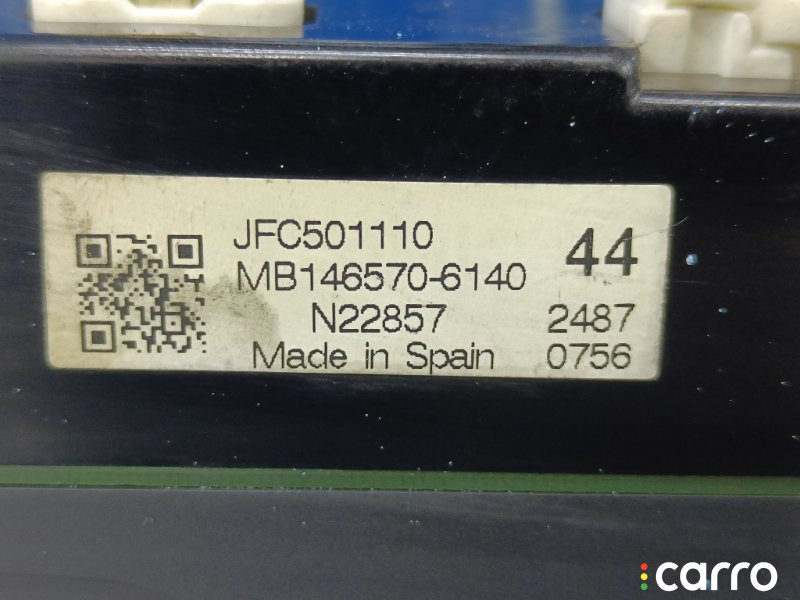 JFC501110
44
MB146570-6140
N22857
2487
Made in Spain
0756
carro